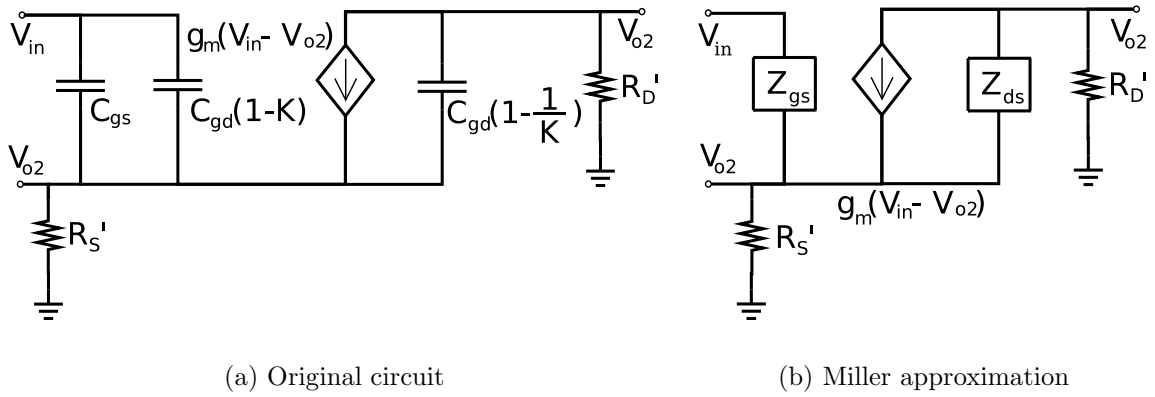 V_in
g_m(V_in- V_o2)
V_o2
C_gs
C_gd(1-K)
C_gd(1-1/K)
R_D'
V_o2
R_S'
(a) Original circuit
V_in
V_o2
Z_gs
Z_ds
R_D'
V_o2
g_m(V_in- V_o2)
R_S'
(b) Miller approximation